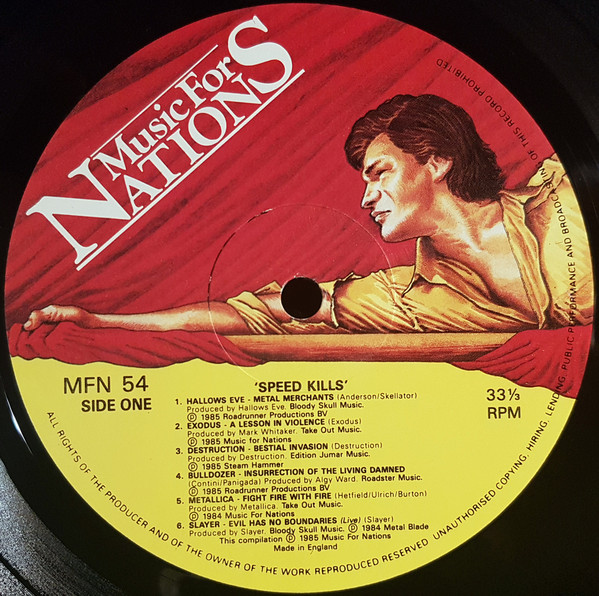 Music For
NATIONS
MFN 54
SIDE ONE
'SPEED KILLS'
33⅓
RPM
1. HALLOWS EVE - METAL MERCHANTS (Anderson/Skellator)
Produced by Hallows Eve. Bloody Skull Music.
Ⓟ 1985 Roadrunner Productions BV
2. EXODUS - A LESSON IN VIOLENCE (Exodus)
Produced by Mark Whitaker. Take Out Music.
Ⓟ 1985 Music for Nations
3. DESTRUCTION - BESTIAL INVASION (Destruction)
Produced by Destruction. Edition Jumar Music.
Ⓟ 1985 Steam Hammer
4. BULLDOZER - INSURRECTION OF THE LIVING DAMNED
(Contini/Panigada) Produced by Algy Ward. Roadster Music.
Ⓟ 1985 Roadrunner Productions BV
5. METALLICA - FIGHT FIRE WITH FIRE (Hetfield/Ulrich/Burton)
Produced by Metallica. Take Out Music.
Ⓟ 1984 Music For Nations
6. SLAYER - EVIL HAS NO BOUNDARIES (Live) (Slayer)
Produced by Slayer. Bloody Skull Music. Ⓟ 1984 Metal Blade
This compilation Ⓟ 1985 Music For Nations
Made in England
ALL RIGHTS OF THE PRODUCER AND OF THE OWNER OF THE WORK REPRODUCED RESERVED. UNAUTHORISED COPYING, HIRING, LENDING, PUBLIC PERFORMANCE AND BROADCASTING OF THIS RECORD PROHIBITED